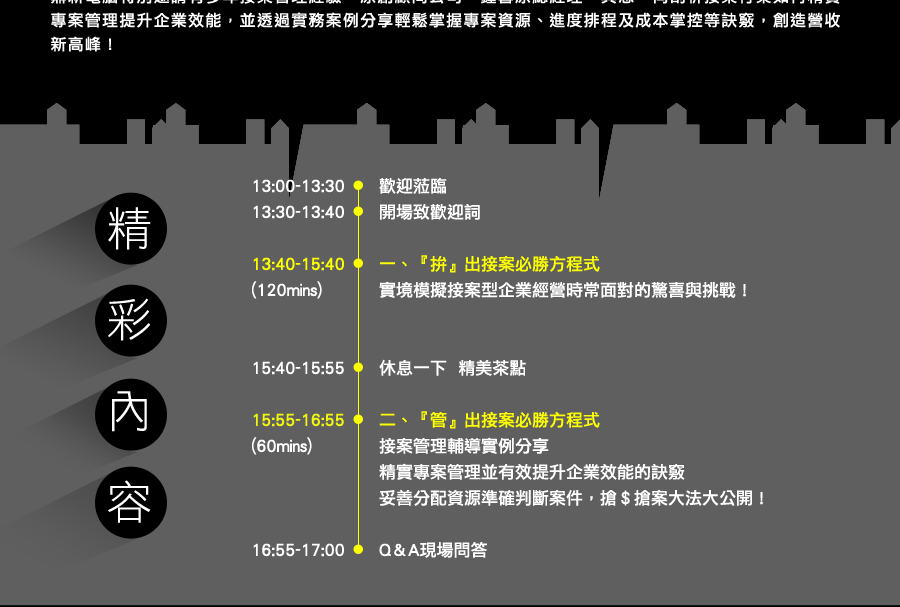 專案管理提升企業效能，並透過實務案例分享輕鬆掌握專案資源、進度排程及成本掌控等訣竅，創造營收
新高峰！
精彩內容
13:00-13:30 歡迎蒞臨
13:30-13:40 開場致歡迎詞
13:40-15:40 一、『拚』出接案必勝方程式
(120mins) 實境模擬接案型企業經營時常面對的驚喜與挑戰！
15:40-15:55 休息一下 精美茶點
15:55-16:55 二、『管』出接案必勝方程式
(60mins) 接案管理輔導實例分享
精實專案管理並有效提升企業效能的訣竅
妥善分配資源準確判斷案件，搶＄搶案大法大公開！
16:55-17:00 Q&A現場問答